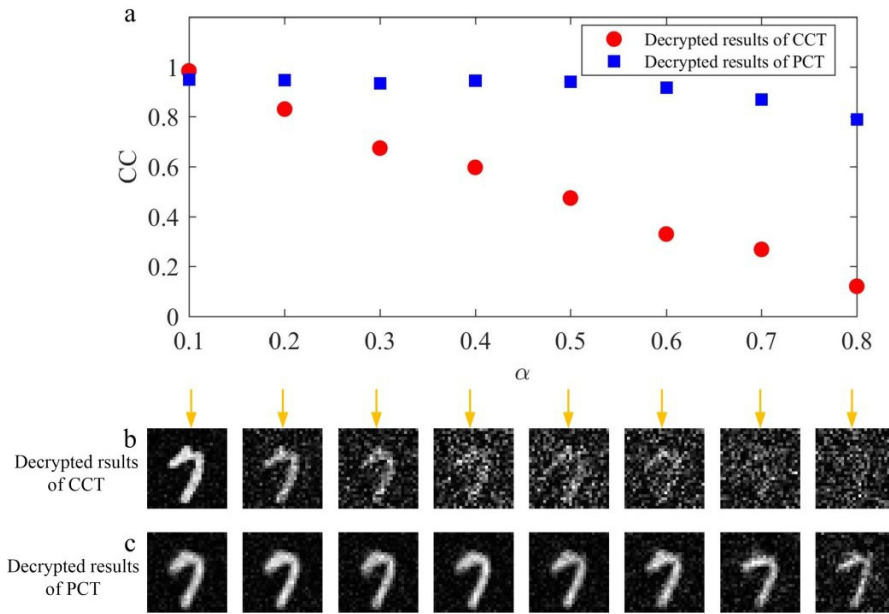 a
Decrypted results of CCT
Decrypted results of PCT
1
0.8
0.6
0.4
0.2
0
CC
0.1 0.2 0.3 0.4 0.5 0.6 0.7 0.8
α
b
Decrypted rsults
of CCT
c
Decrypted results
of PCT